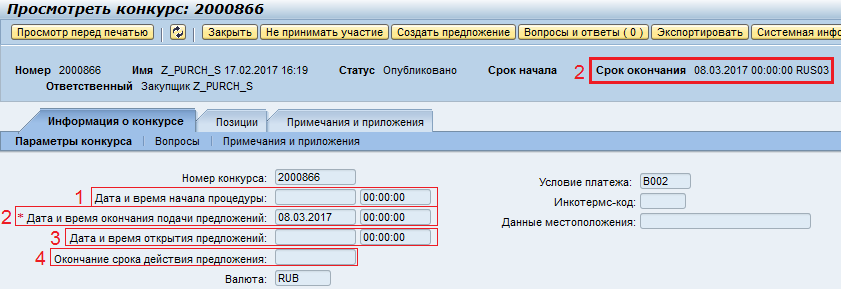 Просмотреть конкурс: 2000866
Просмотр перед печатью Закрыть Не принимать участие Создать предложение Вопросы и ответы ( 0 ) Экспортировать Системная инфо
Номер 2000866 Имя Z_PURCH_S 17.02.2017 16:19 Статус Опубликовано Срок начала 2 Срок окончания 08.03.2017 00:00:00 RUS03
Ответственный Закупщик Z_PURCH_S
Информация о конкурсе Позиции Примечания и приложения
Параметры конкурса Вопросы Примечания и приложения
Номер конкурса: 2000866 Условие платежа: B002
1 Дата и время начала процедуры: 00:00:00 Инкотермс-код:
2 * Дата и время окончания подачи предложений: 08.03.2017 00:00:00 Данные местоположения:
3 Дата и время открытия предложений: 00:00:00
4 Окончание срока действия предложения:
Валюта: RUB